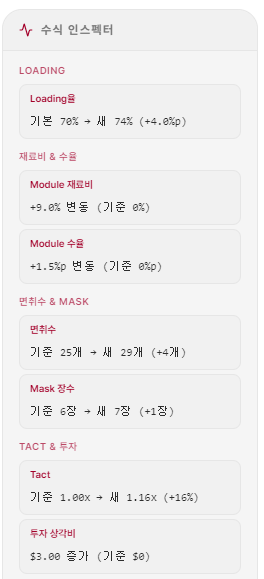 수식 인스펙터
LOADING
Loading율
기본 70% → 새 74% (+4.0%p)
재료비 & 수율
Module 재료비
+9.0% 변동 (기준 0%)
Module 수율
+1.5%p 변동 (기준 0%p)
면취수 & MASK
면취수
기준 25개 → 새 29개 (+4개)
Mask 장수
기준 6장 → 새 7장 (+1장)
TACT & 투자
Tact
기준 1.00x → 새 1.16x (+16%)
투자 상각비
$3.00 증가 (기준 $0)